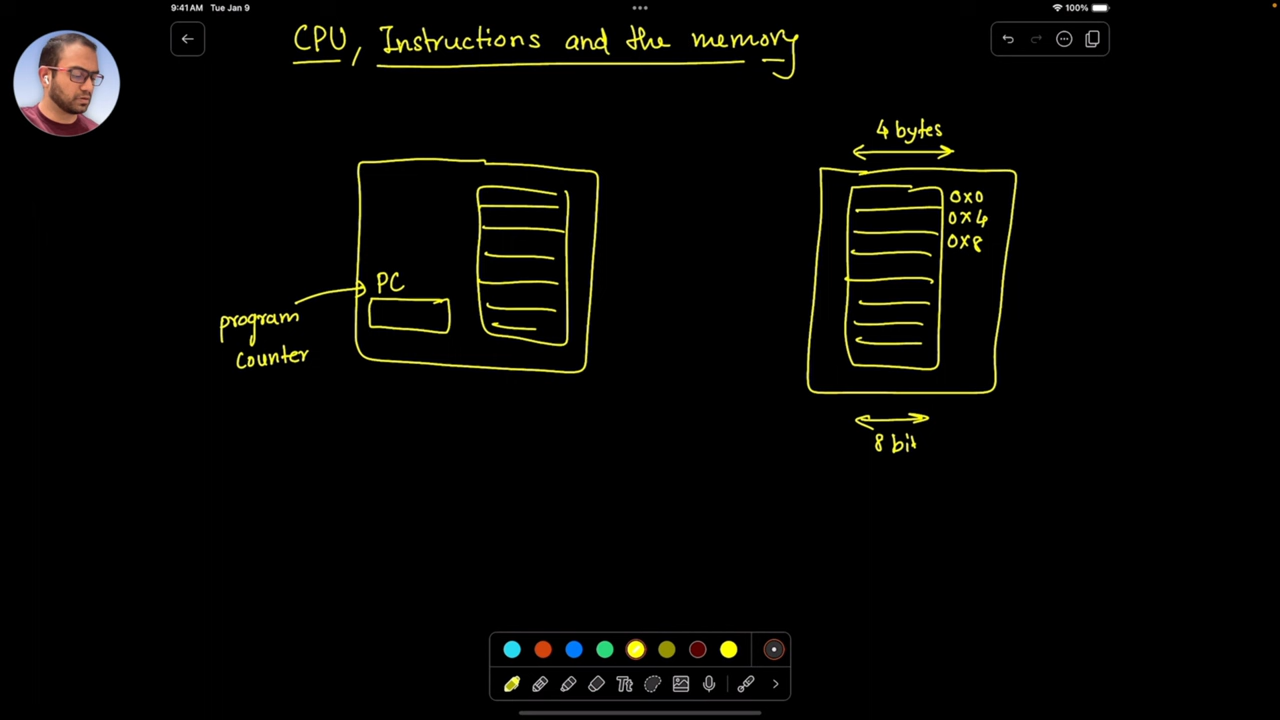 9:41 AM Tue Jan 9
100%
CPU, Instructions and the memory
4 bytes
0x0
0x4
0x8
PC
program
counter
8 bit
Tt